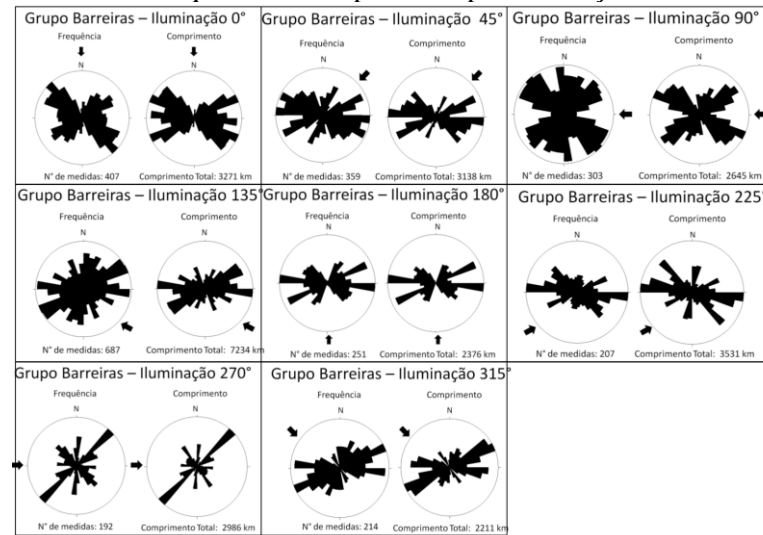 Grupo Barreiras – Iluminação 0°
Frequência
Comprimento
N
N
N° de medidas: 407
Comprimento Total: 3271 km
Grupo Barreiras – Iluminação 45°
Frequência
Comprimento
N
N
N° de medidas: 359
Comprimento Total: 3138 km
Grupo Barreiras – Iluminação 90°
Frequência
Comprimento
N
N
N° de medidas: 303
Comprimento Total: 2645 km
Grupo Barreiras – Iluminação 135°
Frequência
Comprimento
N
N
N° de medidas: 687
Comprimento Total: 7234 km
Grupo Barreiras – Iluminação 180°
Frequência
Comprimento
N
N
N° de medidas: 251
Comprimento Total: 2376 km
Grupo Barreiras – Iluminação 225°
Frequência
Comprimento
N
N
N° de medidas: 207
Comprimento Total: 3531 km
Grupo Barreiras – Iluminação 270°
Frequência
Comprimento
N
N
N° de medidas: 192
Comprimento Total: 2986 km
Grupo Barreiras – Iluminação 315°
Frequência
Comprimento
N
N
N° de medidas: 214
Comprimento Total: 2211 km